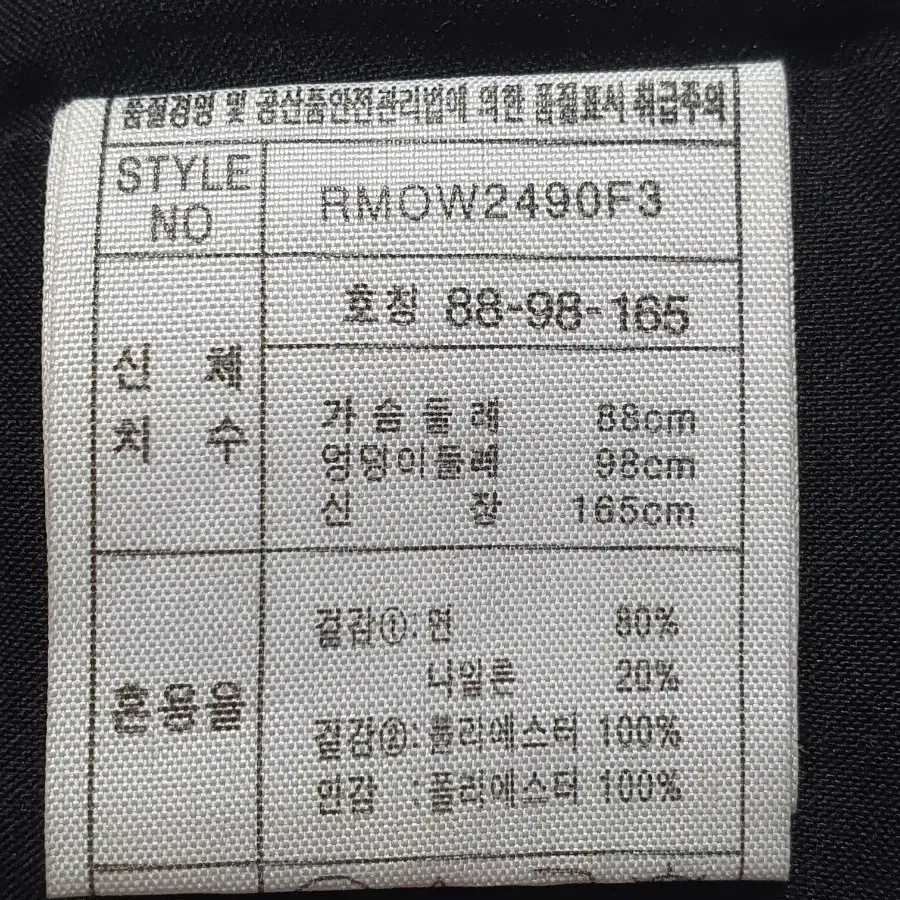 품질경영 및 공산품안전관리법에 의한 품질표시 취급주의
STYLE NO
RMOW2490F3
신체 치수
호칭 88-98-165
가슴둘레 88cm
엉덩이둘레 98cm
신장 165cm
혼용율
겉감①: 면 80%
나일론 20%
겉감②: 폴리에스터 100%
안감 : 폴리에스터 100%